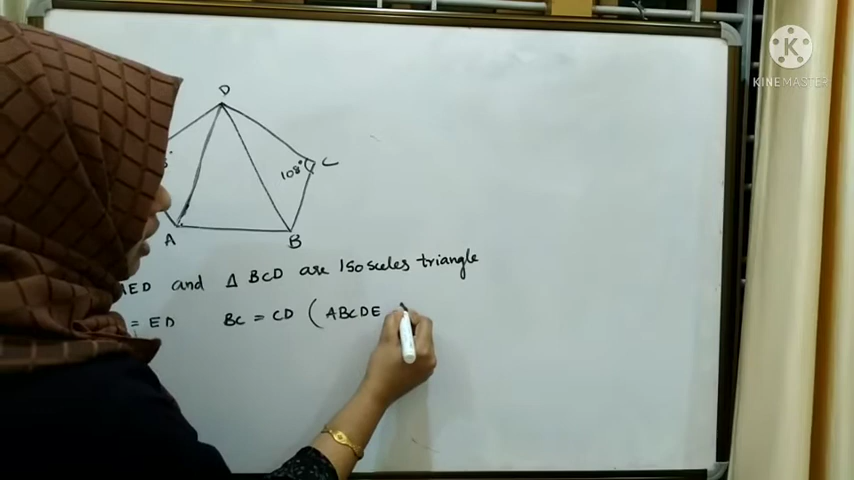 K
KINEMASTER
D
108° C
A
B
ED and △ BCD are Isosceles triangle
= ED BC = CD ( ABCDE